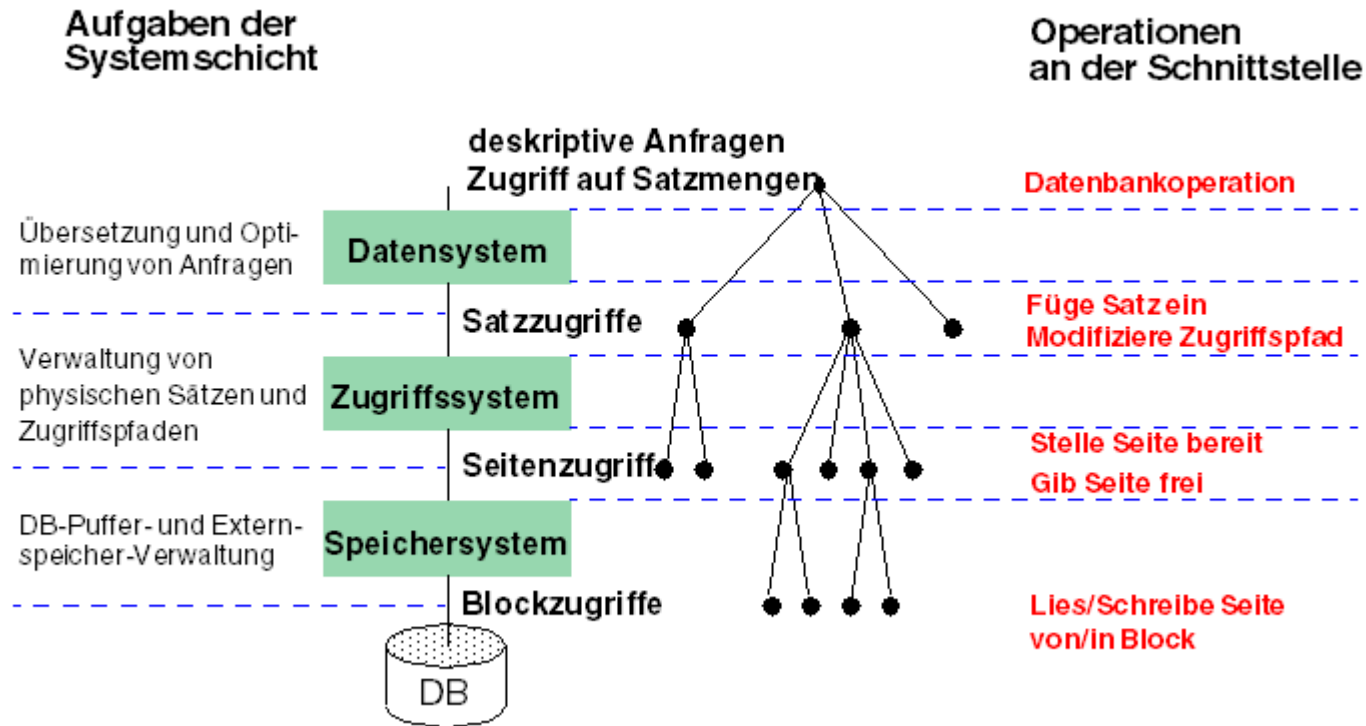 Aufgaben der
Systemschicht
Operationen
an der Schnittstelle
deskriptive Anfragen
Zugriff auf Satzmengen
Datenbankoperation
Übersetzung und Opti-
mierung von Anfragen
Datensystem
Satzzugriffe
Füge Satz ein
Modifiziere Zugriffspfad
Verwaltung von
physischen Sätzen und
Zugriffspfaden
Zugriffssystem
Seitenzugriff
Stelle Seite bereit
Gib Seite frei
DB-Puffer- und Extern-
speicher-Verwaltung
Speichersystem
Blockzugriffe
Lies/Schreibe Seite
von/in Block
DB